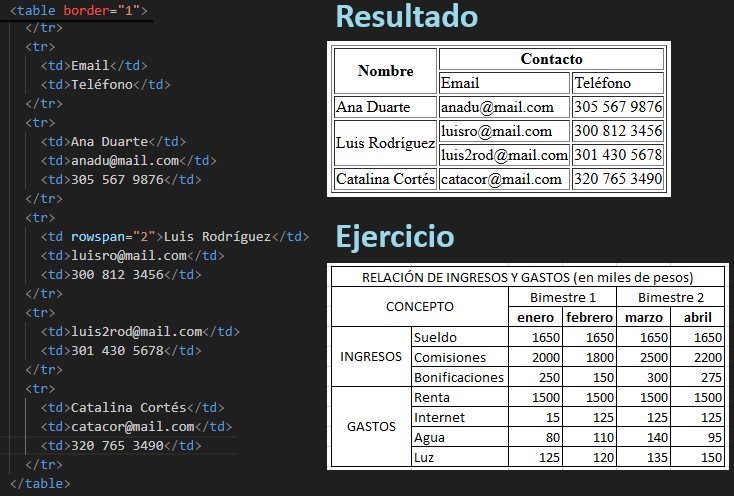 <table border="1">
</tr>
<tr>
<td>Email</td>
<td>Teléfono</td>
</tr>
<tr>
<td>Ana Duarte</td>
<td>anadu@mail.com</td>
<td>305 567 9876</td>
</tr>
<tr>
<td rowspan="2">Luis Rodríguez</td>
<td>luisro@mail.com</td>
<td>300 812 3456</td>
</tr>
<tr>
<td>luis2rod@mail.com</td>
<td>301 430 5678</td>
</tr>
<tr>
<td>Catalina Cortés</td>
<td>catacor@mail.com</td>
<td>320 765 3490</td>
</tr>
</table>
Resultado
Nombre Contacto
Email Teléfono
Ana Duarte anadu@mail.com 305 567 9876
Luis Rodríguez luisro@mail.com 300 812 3456
luis2rod@mail.com 301 430 5678
Catalina Cortés catacor@mail.com 320 765 3490
Ejercicio
RELACIÓN DE INGRESOS Y GASTOS (en miles de pesos)
CONCEPTO Bimestre 1 Bimestre 2
enero febrero marzo abril
INGRESOS Sueldo 1650 1650 1650 1650
Comisiones 2000 1800 2500 2200
Bonificaciones 250 150 300 275
GASTOS Renta 1500 1500 1500 1500
Internet 15 125 125 125
Agua 80 110 140 95
Luz 125 120 135 150